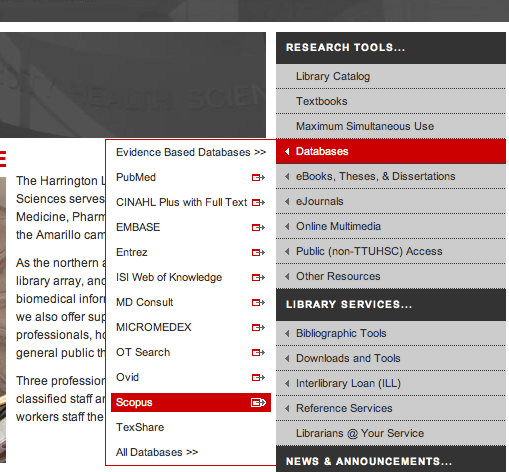 HEALTH SCIEN
RESEARCH TOOLS...
Library Catalog
Textbooks
Maximum Simultaneous Use
Databases
eBooks, Theses, & Dissertations
eJournals
Online Multimedia
Public (non-TTUHSC) Access
Other Resources
LIBRARY SERVICES...
Bibliographic Tools
Downloads and Tools
Interlibrary Loan (ILL)
Reference Services
Librarians @ Your Service
NEWS & ANNOUNCEMENTS...
Evidence Based Databases >>
PubMed
CINAHL Plus with Full Text
EMBASE
Entrez
ISI Web of Knowledge
MD Consult
MICROMEDEX
OT Search
Ovid
Scopus
TexShare
All Databases >>
The Harrington L
Sciences serves
Medicine, Pharm
the Amarillo cam
As the northern a
library array, and
biomedical inforn
we also offer sup
professionals, ho
general public th
Three profession
classified staff ar
workers staff the